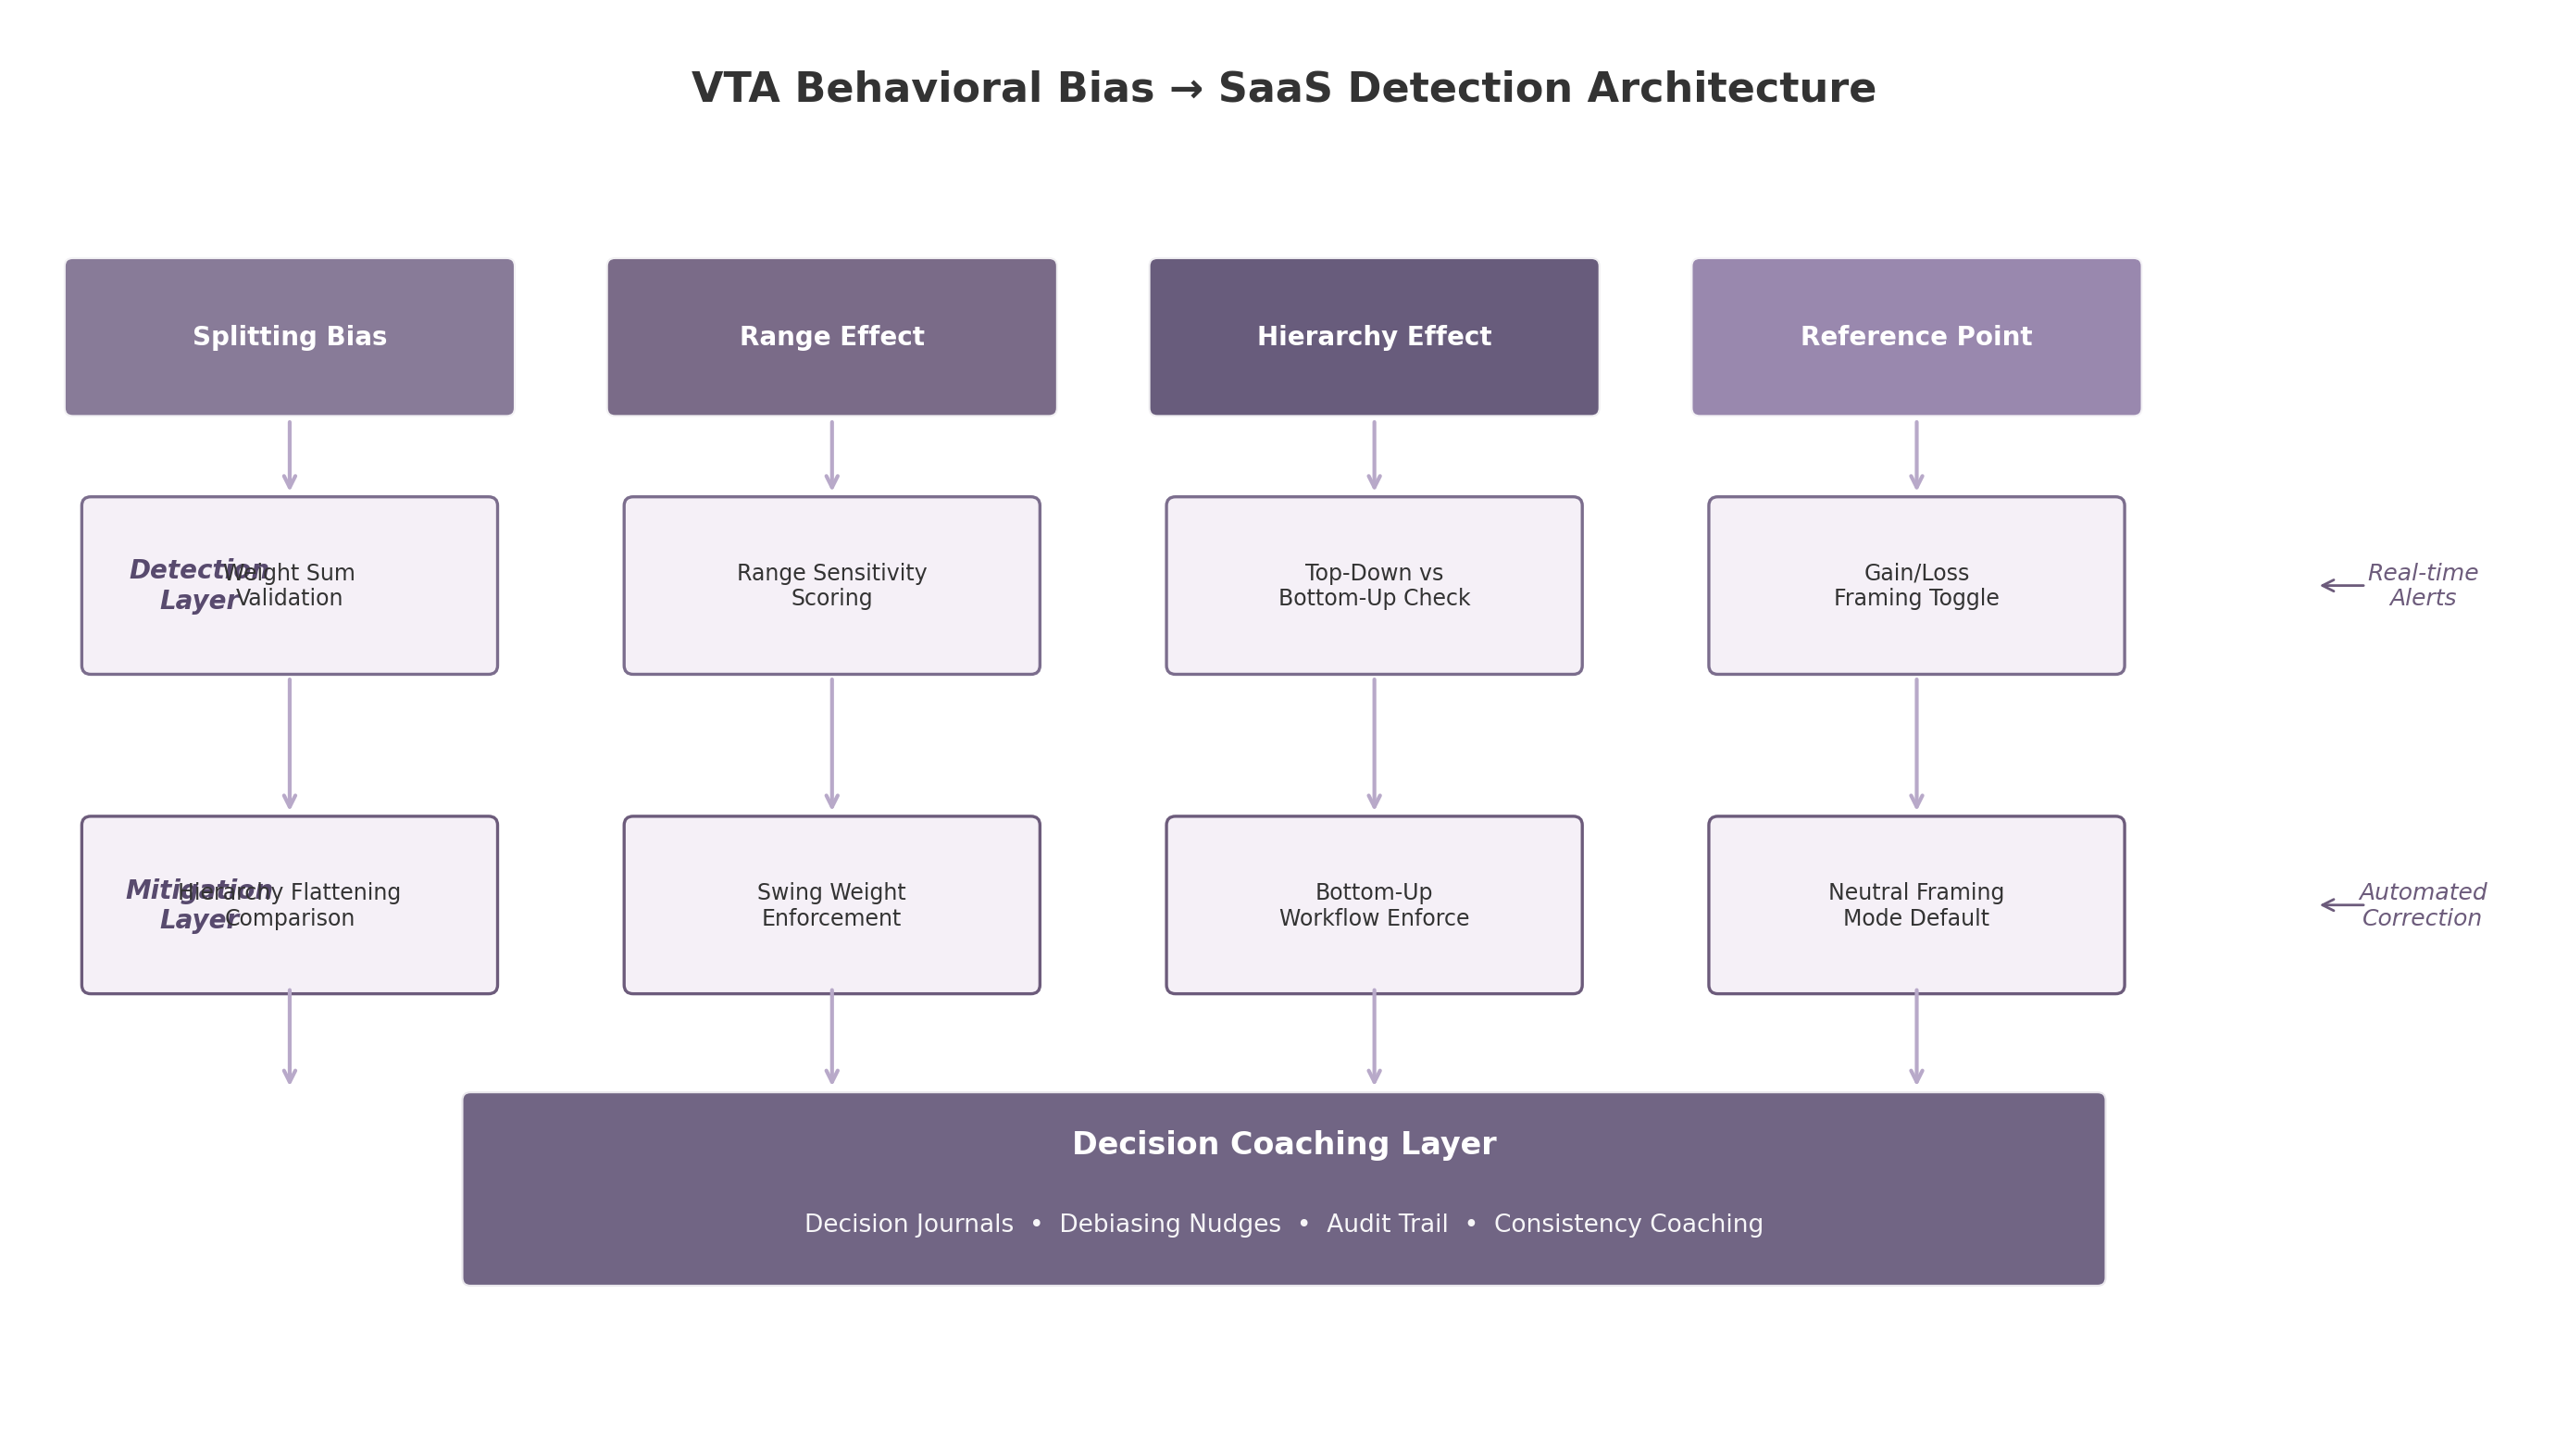 VTA Behavioral Bias → SaaS Detection Architecture
Splitting Bias
Range Effect
Hierarchy Effect
Reference Point
Detection
Layer
Weight Sum
Validation
Range Sensitivity
Scoring
Top-Down vs
Bottom-Up Check
Gain/Loss
Framing Toggle
Real-time
Alerts
Mitigation
Layer
Hierarchy Flattening
Comparison
Swing Weight
Enforcement
Bottom-Up
Workflow Enforce
Neutral Framing
Mode Default
Automated
Correction
Decision Coaching Layer
Decision Journals • Debiasing Nudges • Audit Trail • Consistency Coaching